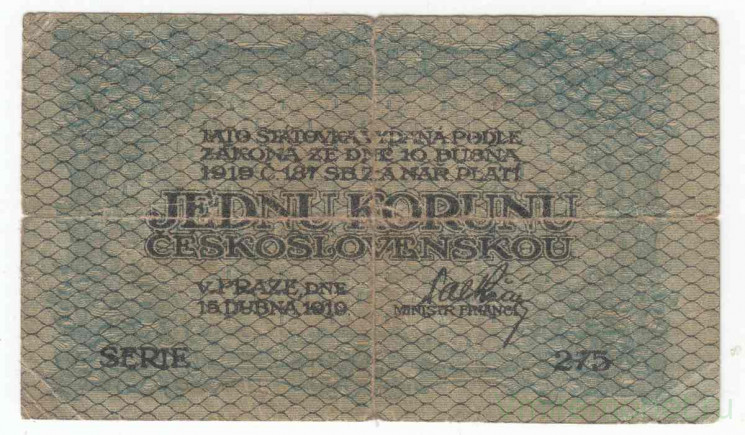 TATO STÁTOVKA VYDANÁ PODLE
ZÁKONA ZE DNE 10. DUBNA
1919 Č. 187 SB.Z A NAŘ. PLATÍ
JEDNU KORUNU
ČESKOSLOVENSKOU
V PRAZE, DNE
15. DUBNA 1919
MINISTR FINANCÍ
SERIE 275